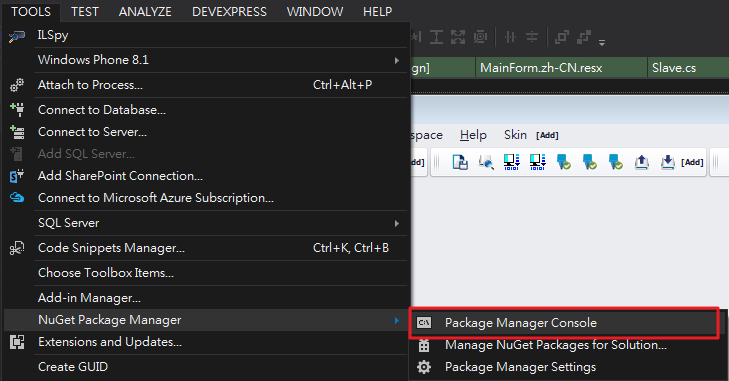 TOOLS TEST ANALYZE DEVEXPRESS WINDOW HELP
ILSpy
Windows Phone 8.1
gn] MainForm.zh-CN.resx Slave.cs
Attach to Process... Ctrl+Alt+P
Connect to Database...
Connect to Server...
space Help Skin [Add]
Add SQL Server...
Add] [Add]
Add SharePoint Connection...
Connect to Microsoft Azure Subscription...
SQL Server
Code Snippets Manager... Ctrl+K, Ctrl+B
Choose Toolbox Items...
Add-in Manager...
NuGet Package Manager
Package Manager Console
Extensions and Updates...
Manage NuGet Packages for Solution...
Create GUID
Package Manager Settings